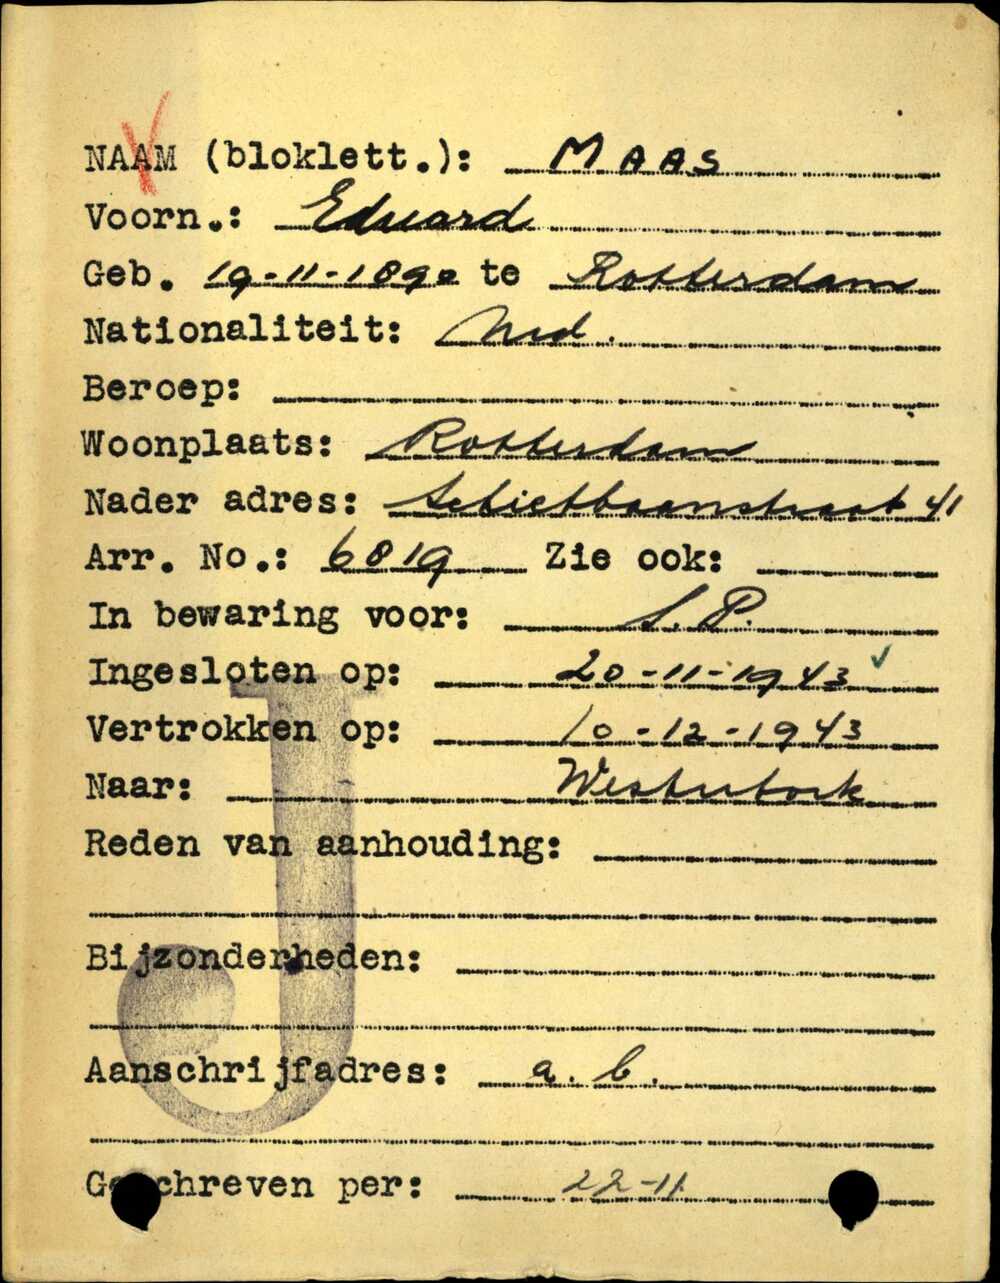 NAAM (bloklett.): MAAS
Voorn.: Eduard
Geb. 19-11-1892 te Rotterdam
Nationaliteit: Ned.
Beroep:
Woonplaats: Rotterdam
Nader adres: Schietbaanstraat 41
Arr. No.: 6819 Zie ook:
In bewaring voor: S.P.
Ingesloten op: 20-11-1943
Vertrokken op: 10-12-1943
Naar: Westerbork
Reden van aanhouding:
Bijzonderheden:
Aanschrijfadres: a.b.
Geschreven per: 22-11
J